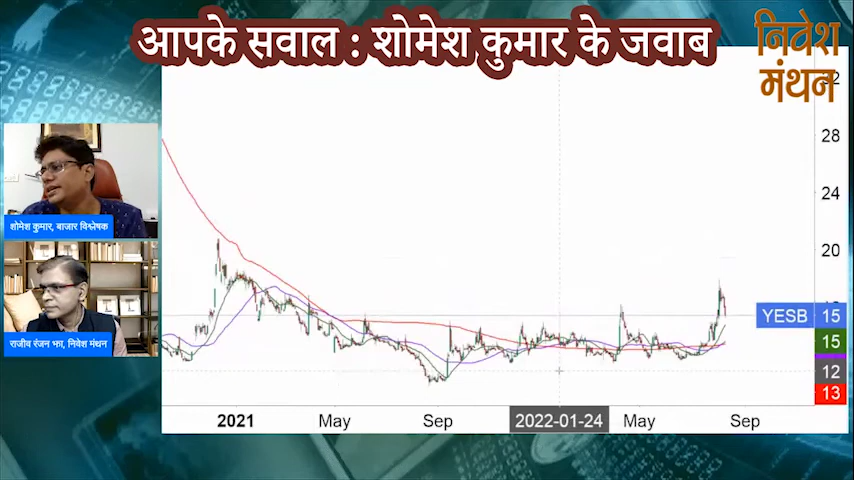 आपके सवाल : शोमेश कुमार के जवाब
निवेश
मंथन
28
24
20
YESB 15
15
12
13
शोमेश कुमार, बाजार विश्लेषक
राजीव रंजन झा, निवेश मंथन
2021 May Sep 2022-01-24 May Sep